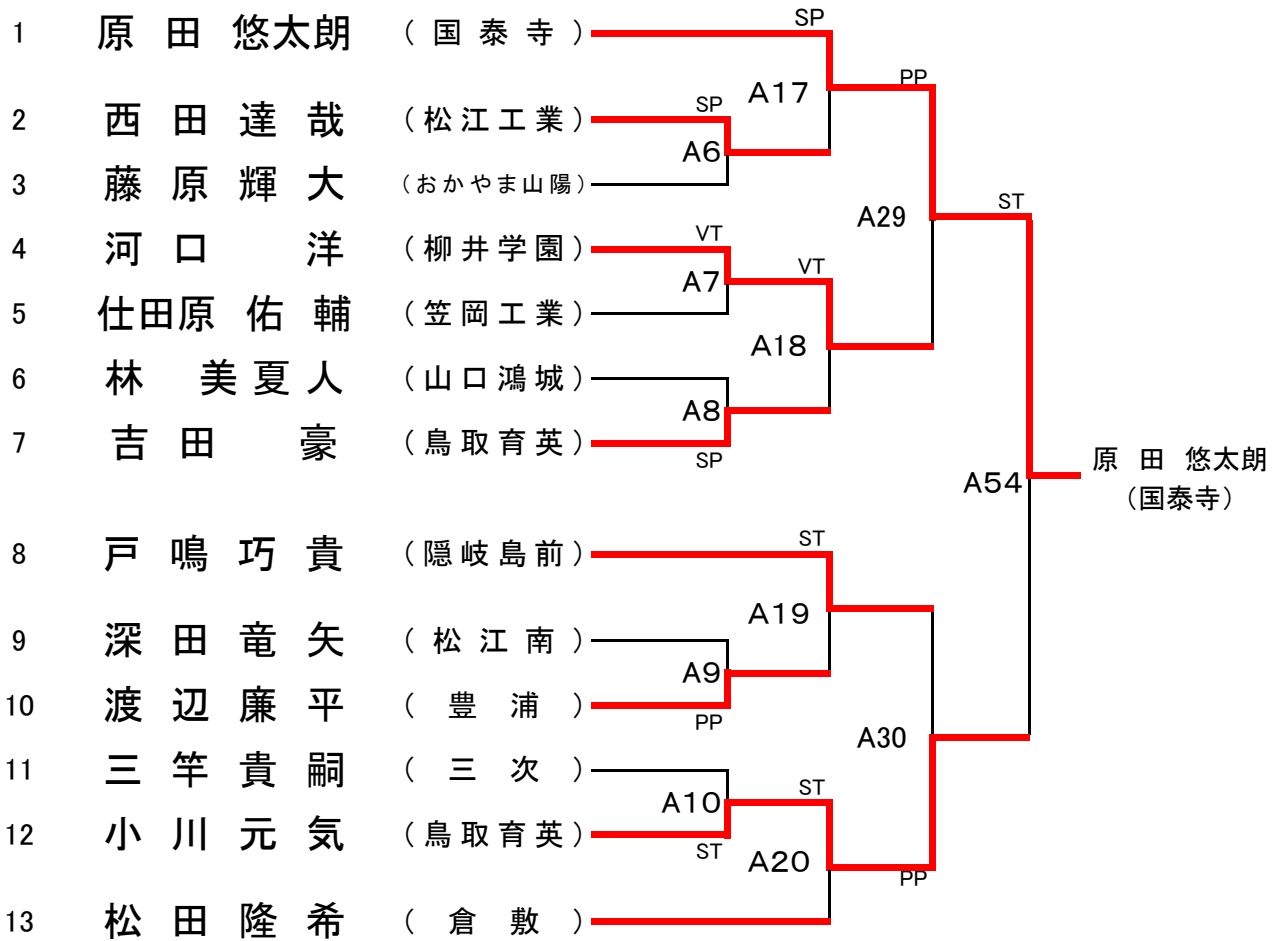 SP
1 原 田 悠太朗 ( 国 泰 寺 )
PP
A17
SP
2 西 田 達 哉 ( 松 江 工 業 )
A6
3 藤 原 輝 大 (おかやま山陽)
ST
A29
VT
4 河 口 洋 ( 柳 井 学 園 )
VT
A7
5 仕田原 佑 輔 ( 笠 岡 工 業 )
A18
6 林 美 夏 人 ( 山 口 鴻 城 )
A8
7 吉 田 豪 ( 鳥 取 育 英 )
SP
原 田 悠太朗
A54
（国泰寺）
ST
8 戸 鳴 巧 貴 ( 隠 岐 島 前 )
A19
9 深 田 竜 矢 ( 松 江 南 )
A9
10 渡 辺 廉 平 ( 豊 浦 )
PP
A30
11 三 竿 貴 嗣 ( 三 次 )
ST
A10
12 小 川 元 気 ( 鳥 取 育 英 )
ST
A20
PP
13 松 田 隆 希 ( 倉 敷 )